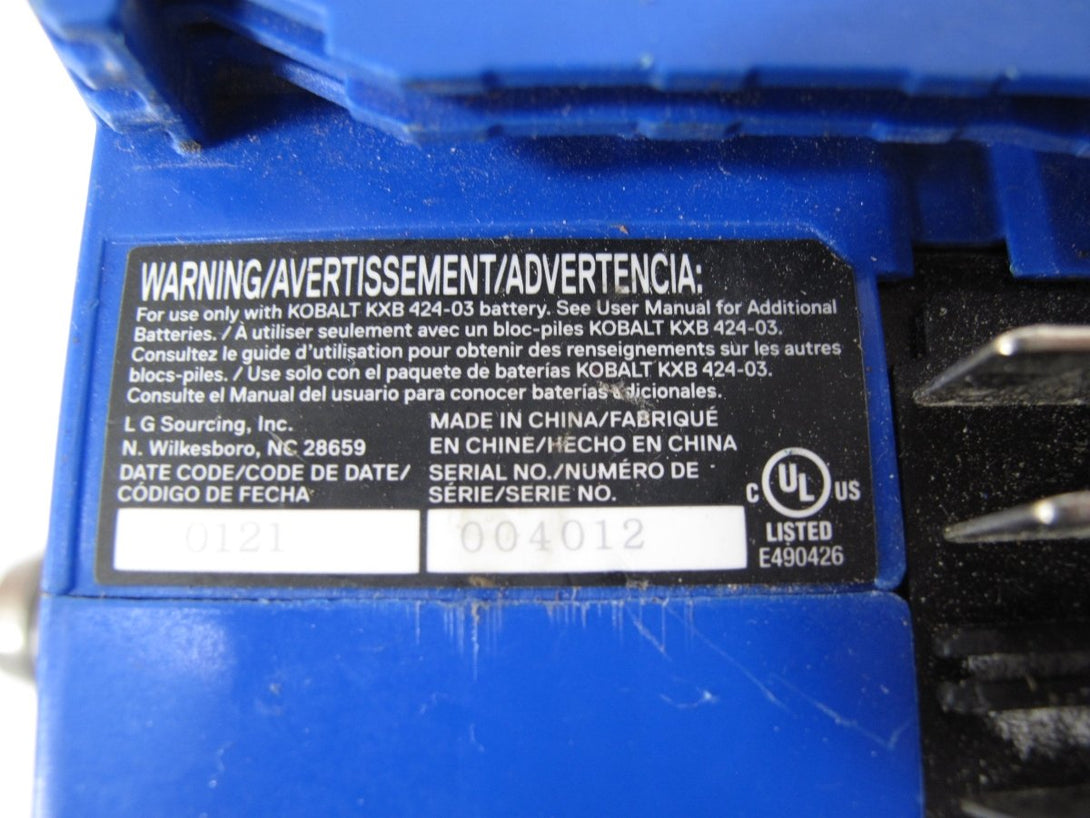 WARNING/AVERTISSEMENT/ADVERTENCIA:
For use only with KOBALT KXB 424-03 battery. See User Manual for Additional
Batteries. / À utiliser seulement avec un bloc-piles KOBALT KXB 424-03.
Consultez le guide d'utilisation pour obtenir des renseignements sur les autres
blocs-piles. / Use solo con el paquete de baterías KOBALT KXB 424-03.
Consulte el Manual del usuario para conocer baterías adicionales.
L G Sourcing, Inc.
N. Wilkesboro, NC 28659
DATE CODE/CODE DE DATE/
CÓDIGO DE FECHA
0121
MADE IN CHINA/FABRIQUÉ
EN CHINE/HECHO EN CHINA
SERIAL NO./NUMÉRO DE
SÉRIE/SERIE NO.
004012
C UL US
LISTED
E490426